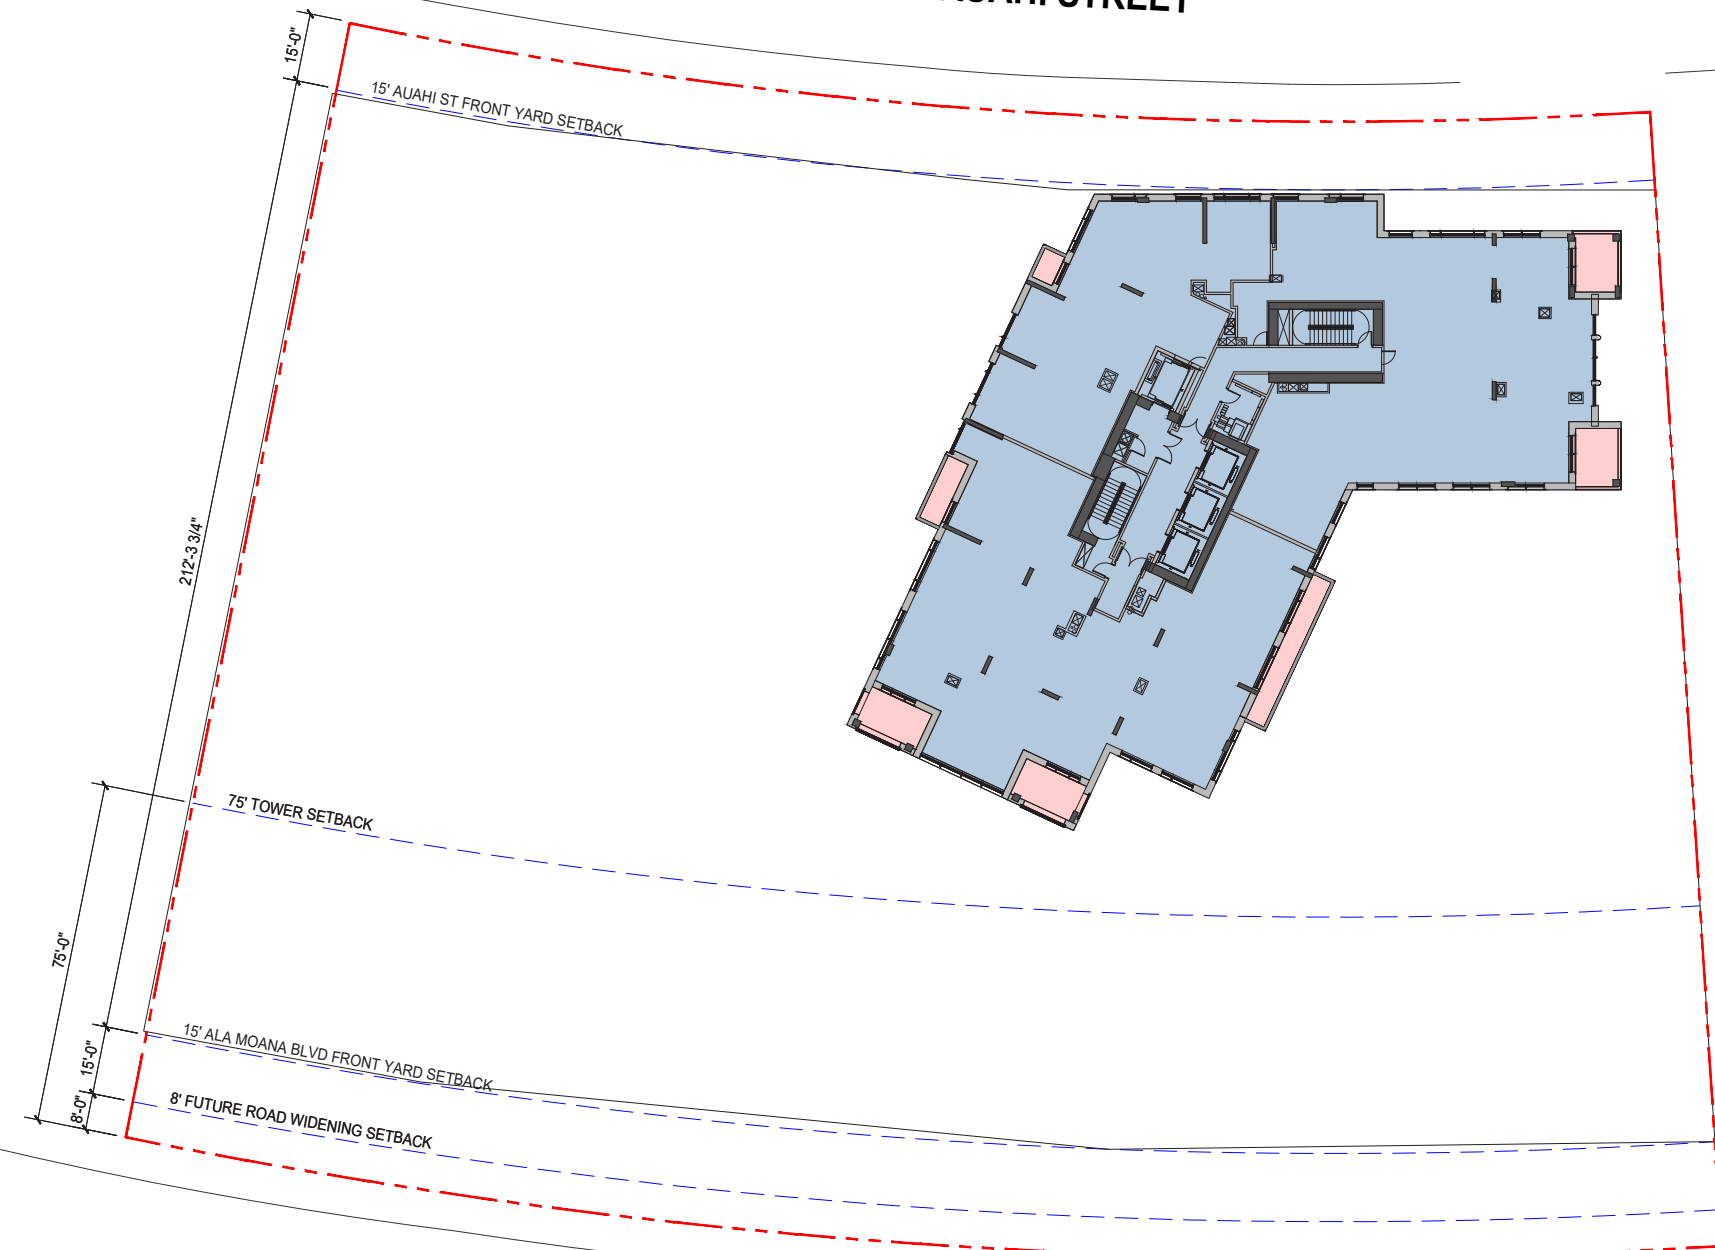 STREET
15'-0"
15' AUAHI ST FRONT YARD SETBACK
212'-3 3/4"
75' TOWER SETBACK
75'-0"
15'-0"
15' ALA MOANA BLVD FRONT YARD SETBACK
8'-0"
8' FUTURE ROAD WIDENING SETBACK